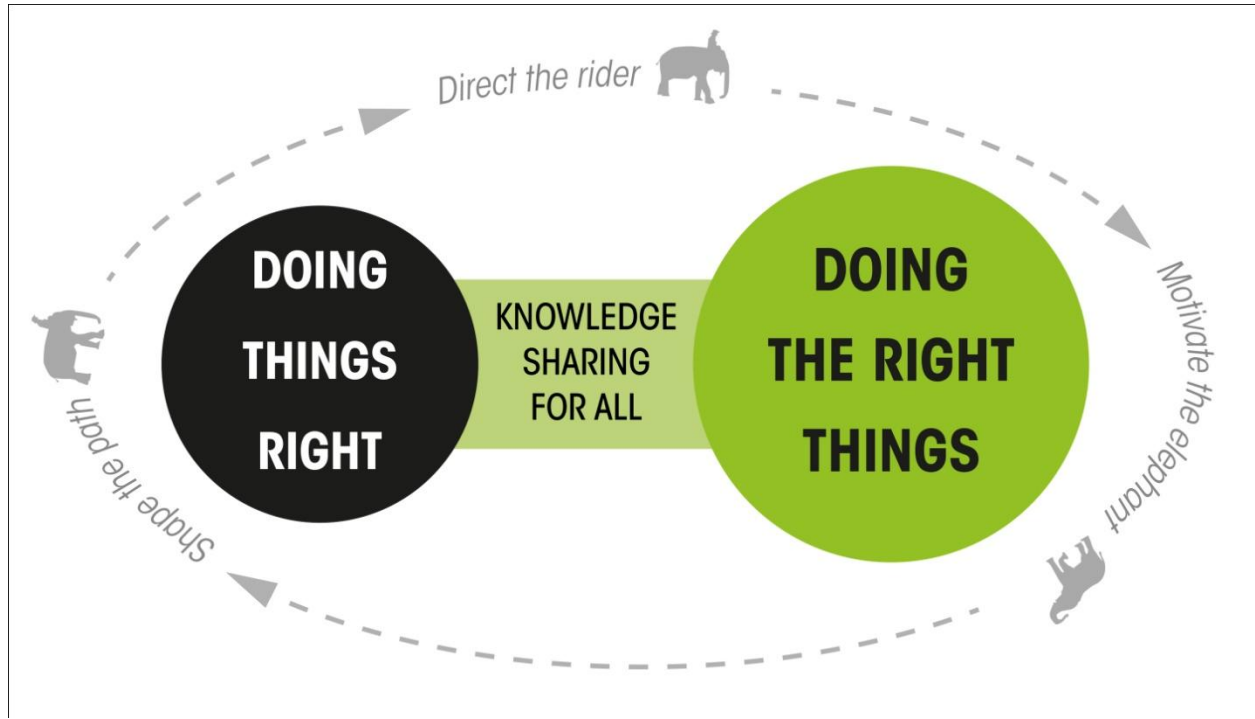 Direct the rider
DOING
THINGS
RIGHT
KNOWLEDGE
SHARING
FOR ALL
DOING
THE RIGHT
THINGS
Motivate the elephant
Shape the path